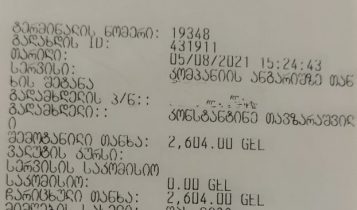 ტერმინალის ნომერი: 19348
გადახდის ID: 431911
თარიღი: 05/08/2021 15:24:43
სერვისი: კომპანიის ანგარიშზე თან
ხის შეტანა
გადამხდელის პ/ნ::
გადამხდელი:: კონსტანტინე თავზარაშვილ
ი
შემოტანილი თანხა: 2,604.00 GEL
ვალუტის კურსი:
სერვისის საკომისიო
საკომისიო: 0.00 GEL
ჩარიცხული თანხა: 2,604.00 GEL